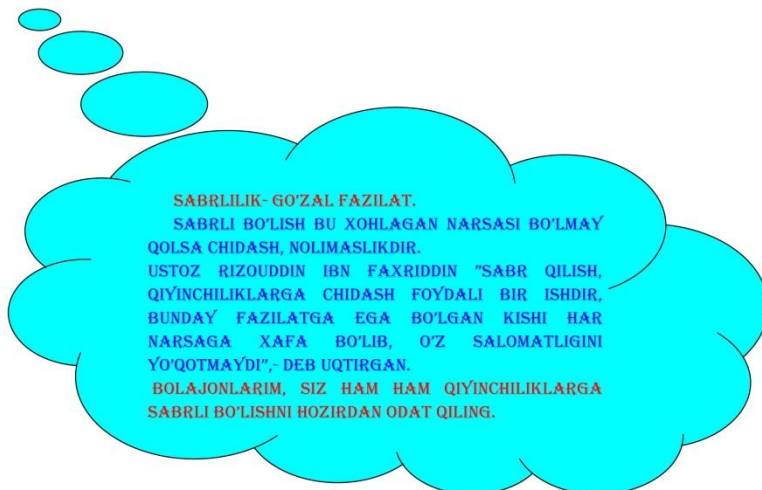 SABRLILIK- GO'ZAL FAZILAT.
SABRLI BO'LISH BU XOHLAGAN NARSASI BO'LMAY
QOLSA CHIDASH, NOLIMASLIKDIR.
USTOZ RIZOUDDIN IBN FAXRIDDIN "SABR QILISH,
QIYINCHILIKLARGA CHIDASH FOYDALI BIR ISHDIR,
BUNDAY FAZILATGA EGA BO'LGAN KISHI HAR
NARSAGA XAFA BO'LIB, O'Z SALOMATLIGINI
YO'QOTMAYDI",- DEB UQTIRGAN.
BOLAJONLARIM, SIZ HAM HAM QIYINCHILIKLARGA
SABRLI BO'LISHNI HOZIRDAN ODAT QILING.